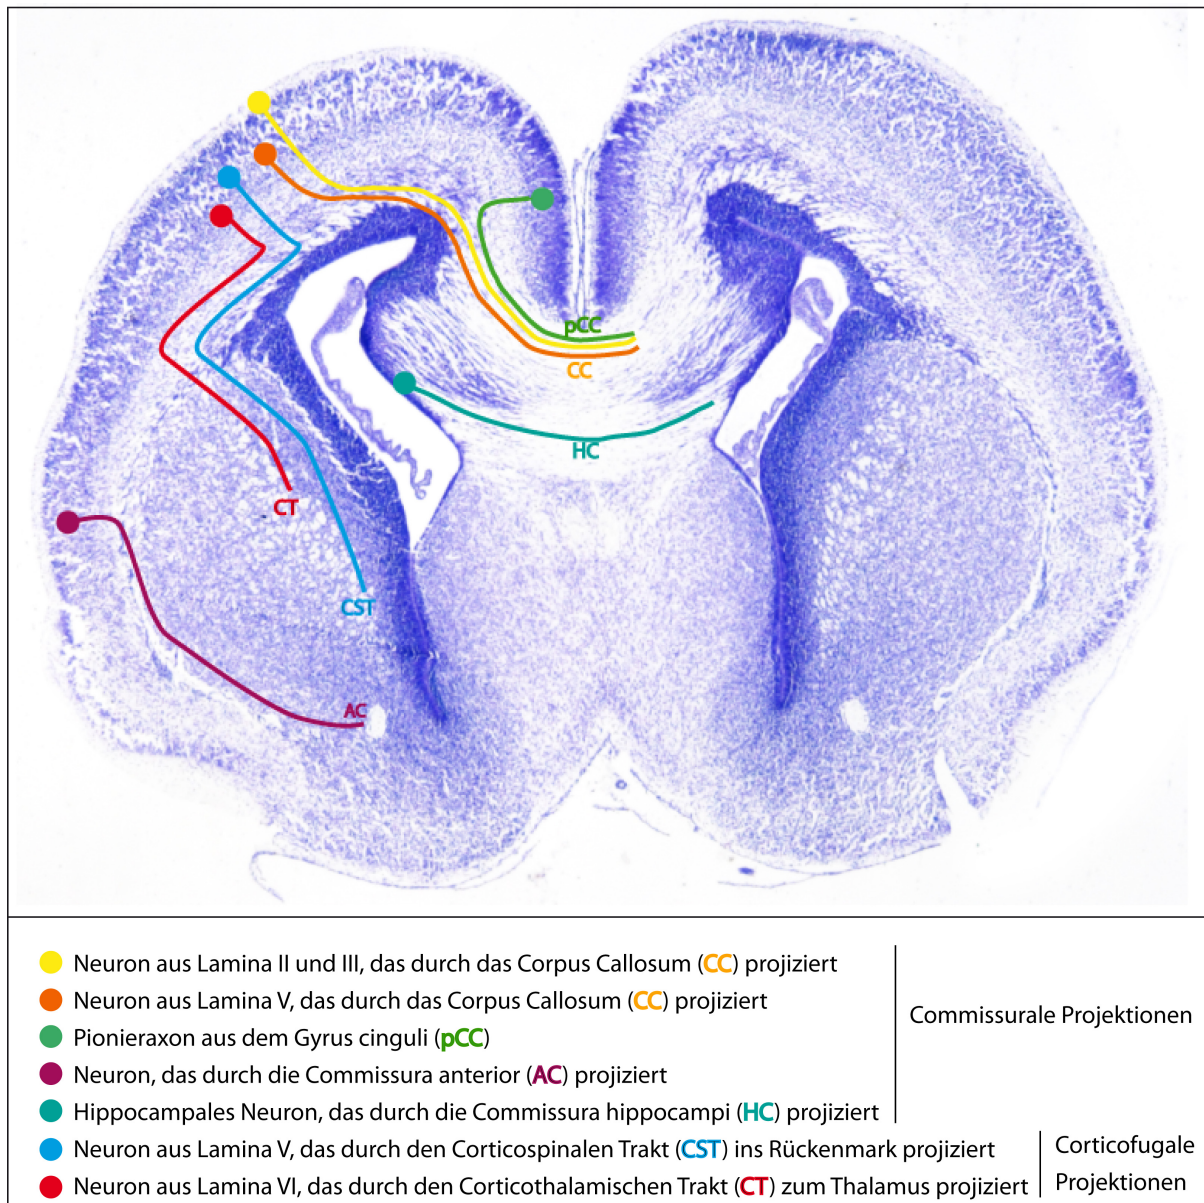 pCC
CC
HC
CT
CST
AC
Neuron aus Lamina II und III, das durch das Corpus Callosum (CC) projiziert
Neuron aus Lamina V, das durch das Corpus Callosum (CC) projiziert
Pionieraxon aus dem Gyrus cinguli (pCC)
Neuron, das durch die Commissura anterior (AC) projiziert
Hippocampales Neuron, das durch die Commissura hippocampi (HC) projiziert
Commissurale Projektionen
Neuron aus Lamina V, das durch den Corticospinalen Trakt (CST) ins Rückenmark projiziert
Neuron aus Lamina VI, das durch den Corticothalamischen Trakt (CT) zum Thalamus projiziert
Corticofugale
Projektionen